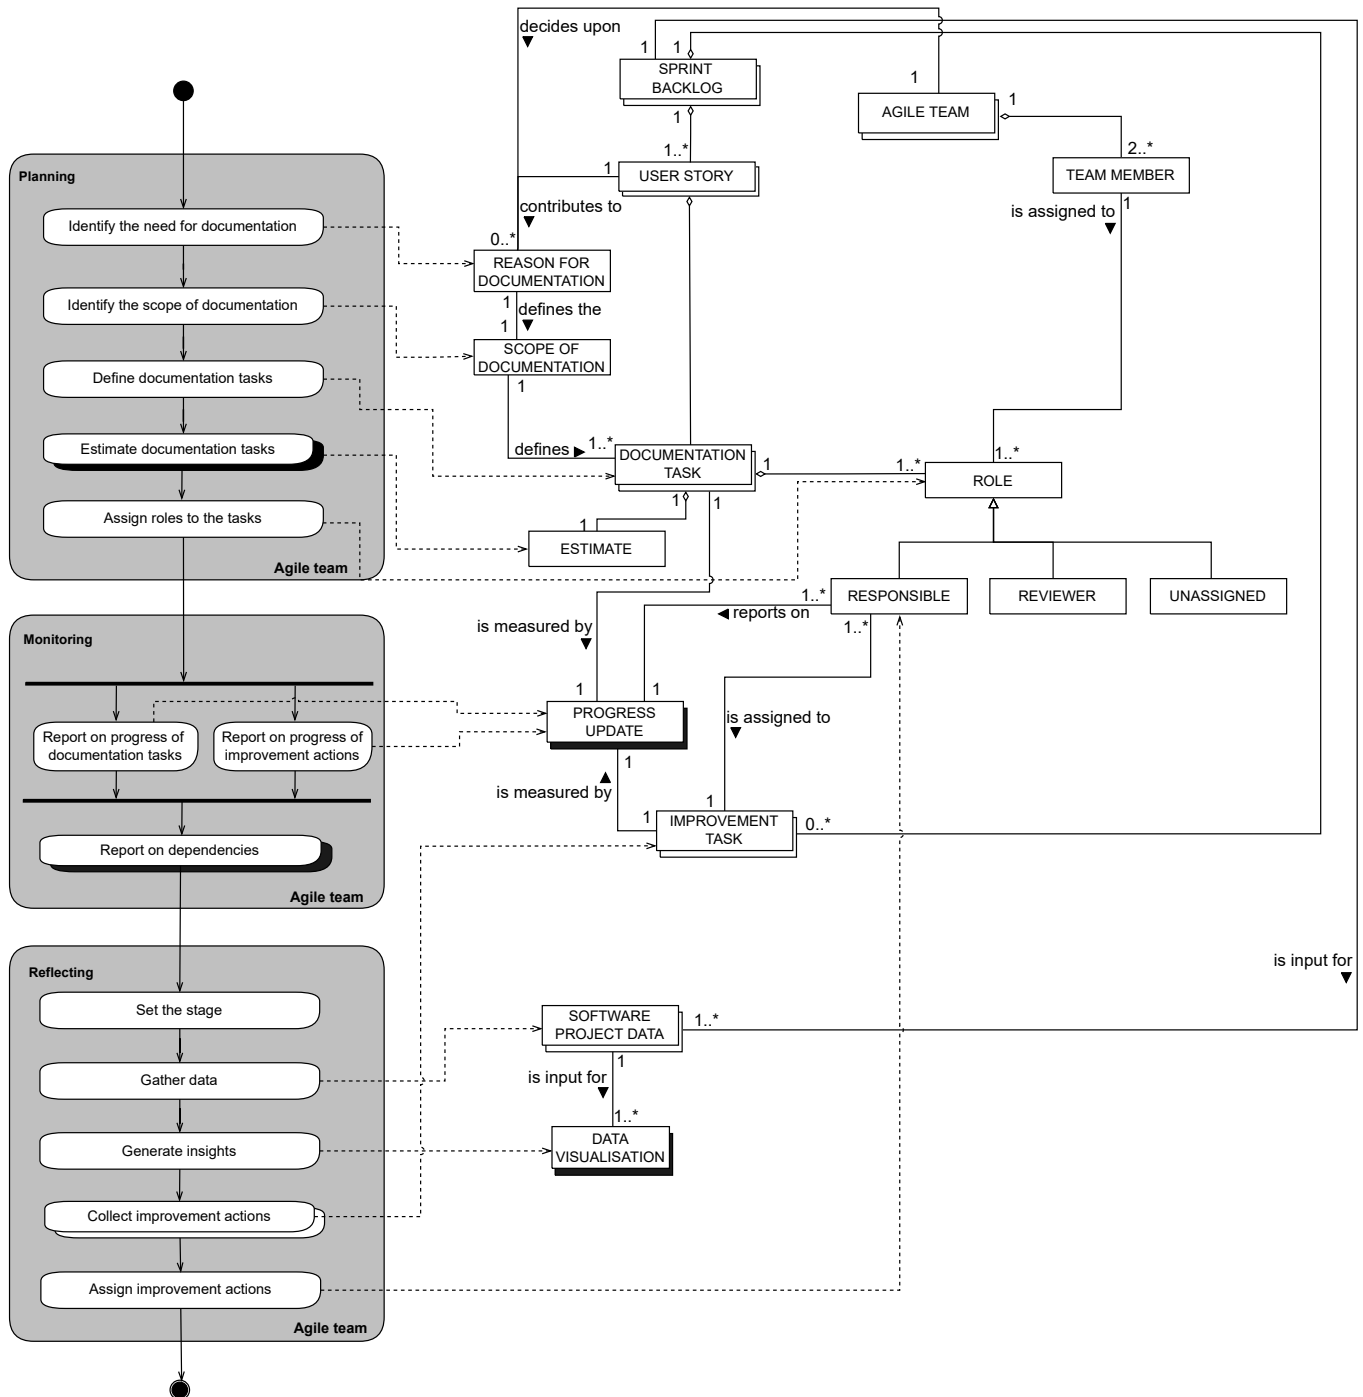 decides upon
1
1
1
SPRINT
BACKLOG
1
AGILE TEAM
1
1
1..*
2..*
Planning
1
USER STORY
TEAM MEMBER
contributes to
is assigned to
1
Identify the need for documentation
0..*
REASON FOR
DOCUMENTATION
1
defines the
Identify the scope of documentation
1
SCOPE OF
DOCUMENTATION
Define documentation tasks
1
Estimate documentation tasks
defines
1..*
DOCUMENTATION
TASK
1
1..*
1..*
ROLE
1
1
Assign roles to the tasks
1
ESTIMATE
Agile team
1..*
RESPONSIBLE
REVIEWER
UNASSIGNED
reports on
1..*
is measured by
Monitoring
1
1
PROGRESS
UPDATE
is assigned to
Report on progress of
documentation tasks
Report on progress of
improvement actions
1
is measured by
1
1
IMPROVEMENT
TASK
0..*
Report on dependencies
Agile team
Reflecting
is input for
Set the stage
SOFTWARE
PROJECT DATA
1..*
1
Gather data
is input for
1..*
Generate insights
DATA
VISUALISATION
Collect improvement actions
Assign improvement actions
Agile team